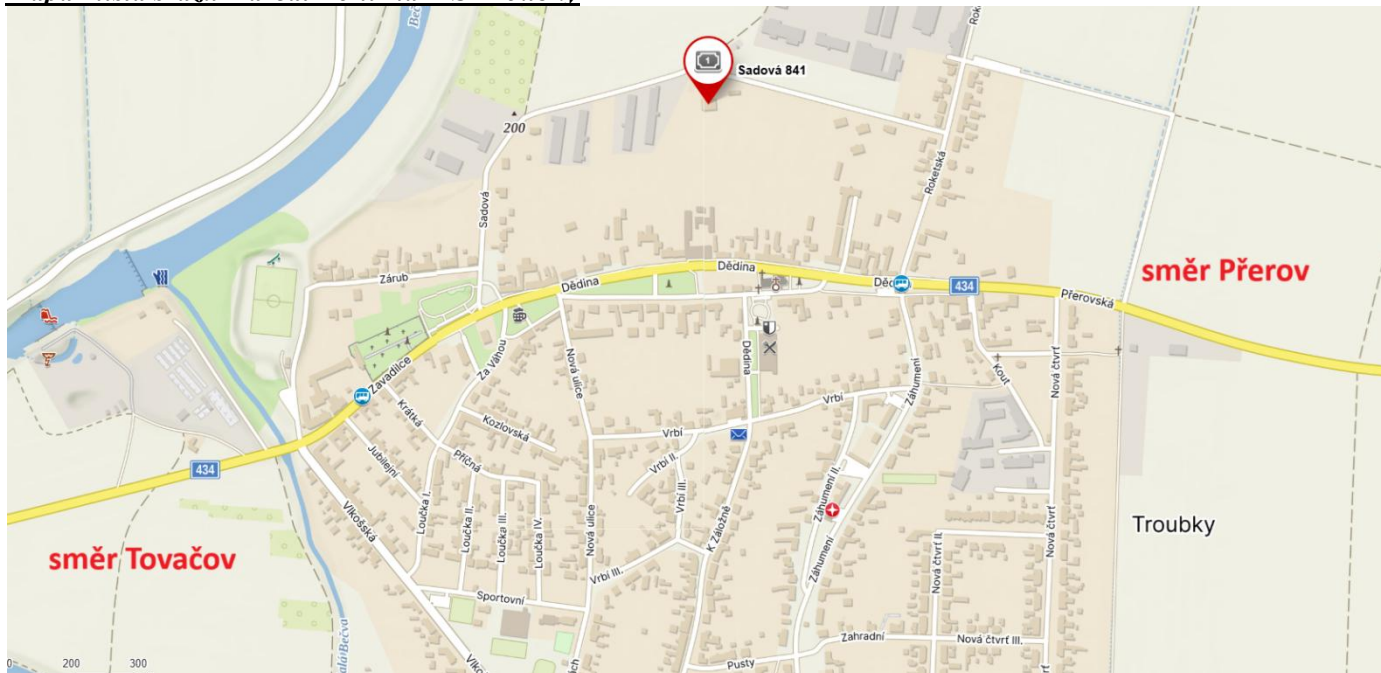 Sadová 841
200
Sadová
Roketská
Zárub
Dědina
Dědina
434
Přerovská
směr Přerov
Zavadilce
Za Váhou
Nová ulice
Dědina
Kout
Nová čtvrť
Krátká
Kozlovská
Vrbí
Vrbí
Záhumení
Jubilejní
Příčná
Vrbí II.
434
Vlkošská
Loučka I.
Loučka II.
Loučka III.
Loučka IV.
Nová ulice
Vrbí III.
K Záložně
Záhumení II.
Záhumení
Troubky
Nová čtvrť
Nová čtvrť II.
směr Tovačov
Vrbí III.
Sportovní
Zahradní
Nová čtvrť III.
Pustý
0 200 300